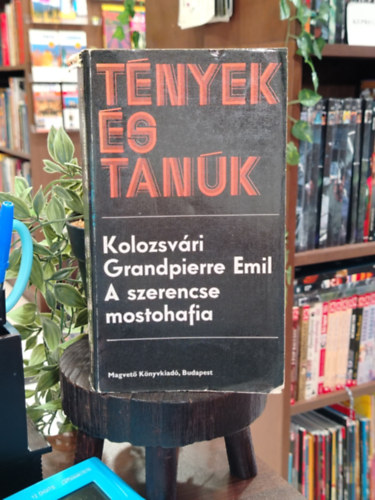 TÉNYEK
ÉS
TANÚK
Kolozsvári
Grandpierre Emil
A szerencse
mostohafia
Magvető Könyvkiadó, Budapest